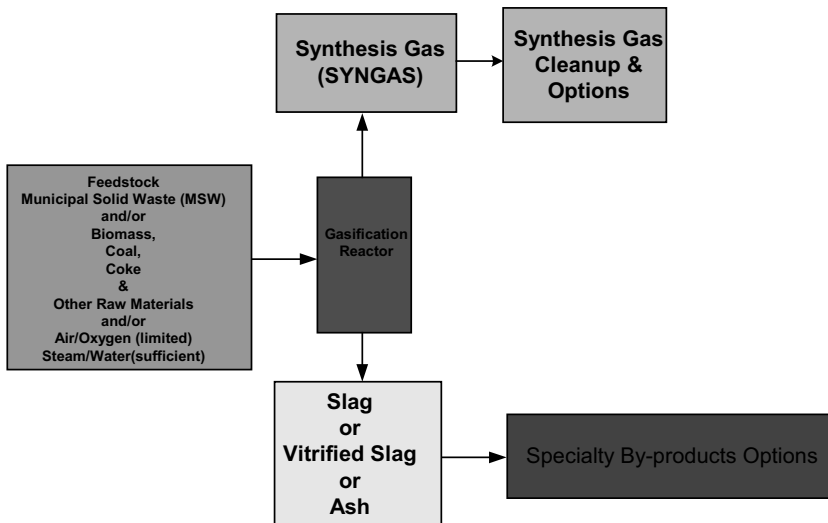 Synthesis Gas
(SYNGAS)
Synthesis Gas
Cleanup &
Options
Feedstock
Municipal Solid Waste (MSW)
and/or
Biomass,
Coal,
Coke
&
Other Raw Materials
and/or
Air/Oxygen (limited)
Steam/Water(sufficient)
Gasification
Reactor
Slag
or
Vitrified Slag
or
Ash
Specialty By-products Options